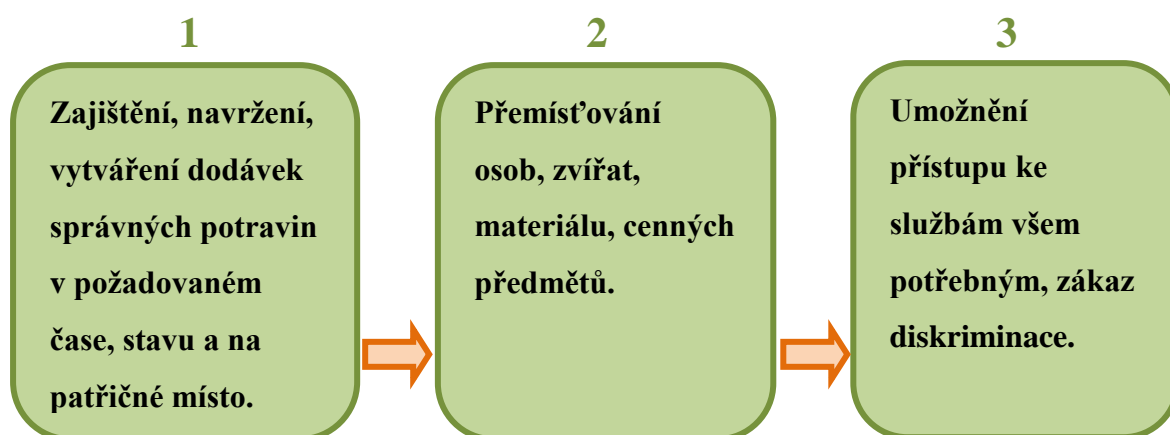 1
Zajištění, navržení,
vytváření dodávek
správných potravin
v požadovaném
čase, stavu a na
patřičné místo.
2
Přemísťování
osob, zvířat,
materiálu, cenných
předmětů.
3
Umožnění
přístupu ke
službám všem
potřebným, zákaz
diskriminace.